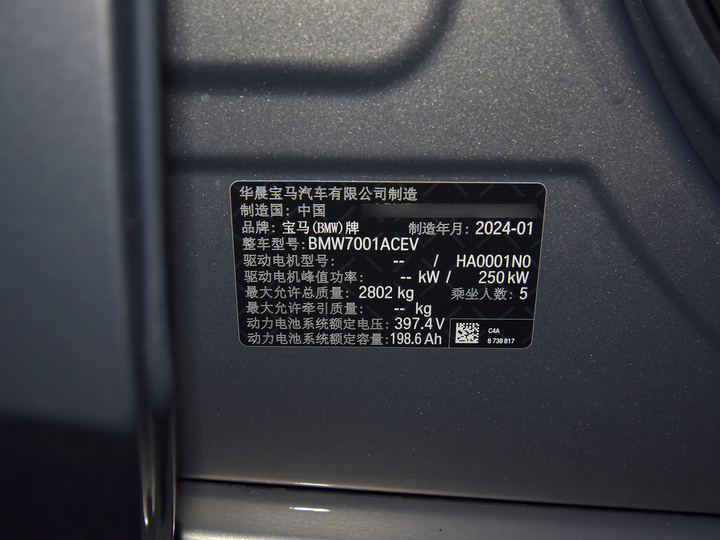 华晨宝马汽车有限公司制造
制造国: 中国
品牌: 宝马(BMW)牌 制造年月: 2024-01
整车型号: BMW7001ACEV
驱动电机型号: -- / HA0001N0
驱动电机峰值功率: -- kW / 250 kW
最大允许总质量: 2802 kg 乘坐人数: 5
最大允许牵引质量: -- kg
动力电池系统额定电压: 397.4 V
动力电池系统额定容量: 198.6 Ah
C4A
8 738 817